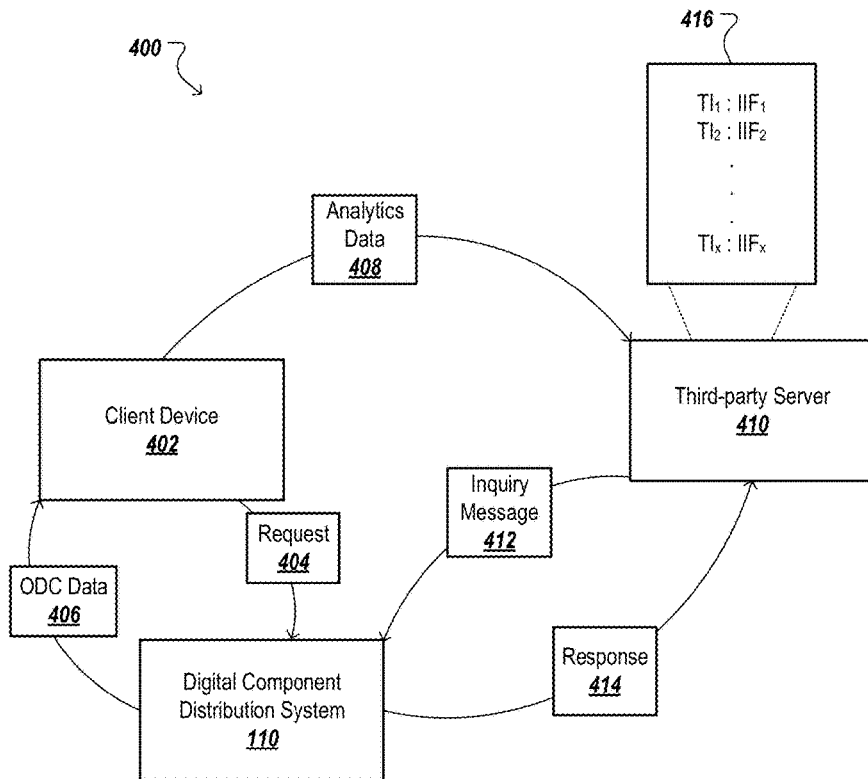 400
416
TI₁ : IIF₁
TI₂ : IIF₂
.
.
.
TIₓ : IIFₓ
Analytics
Data
408
Client Device
402
Third-party Server
410
Inquiry
Message
412
Request
404
ODC Data
406
Response
414
Digital Component
Distribution System
110